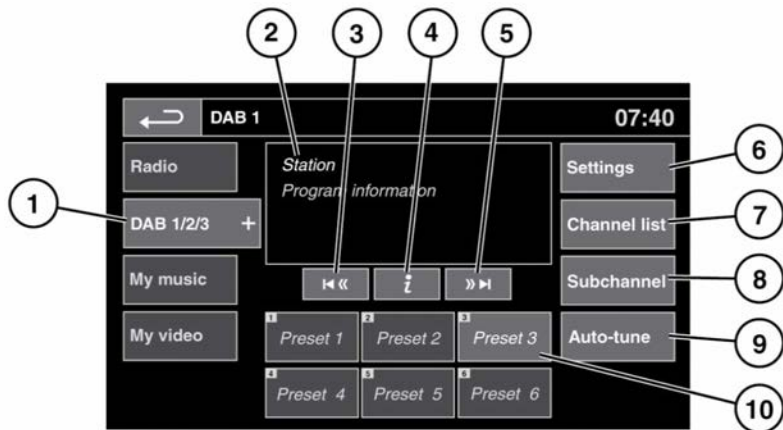 2 3 4 5
DAB 1 07:40
Radio
Station
Settings
6
Program information
1
DAB 1/2/3 +
Channel list
7
My music
i
Subchannel
8
My video
1 Preset 1
2 Preset 2
3 Preset 3
Auto-tune
9
4 Preset 4
5 Preset 5
6 Preset 6
10